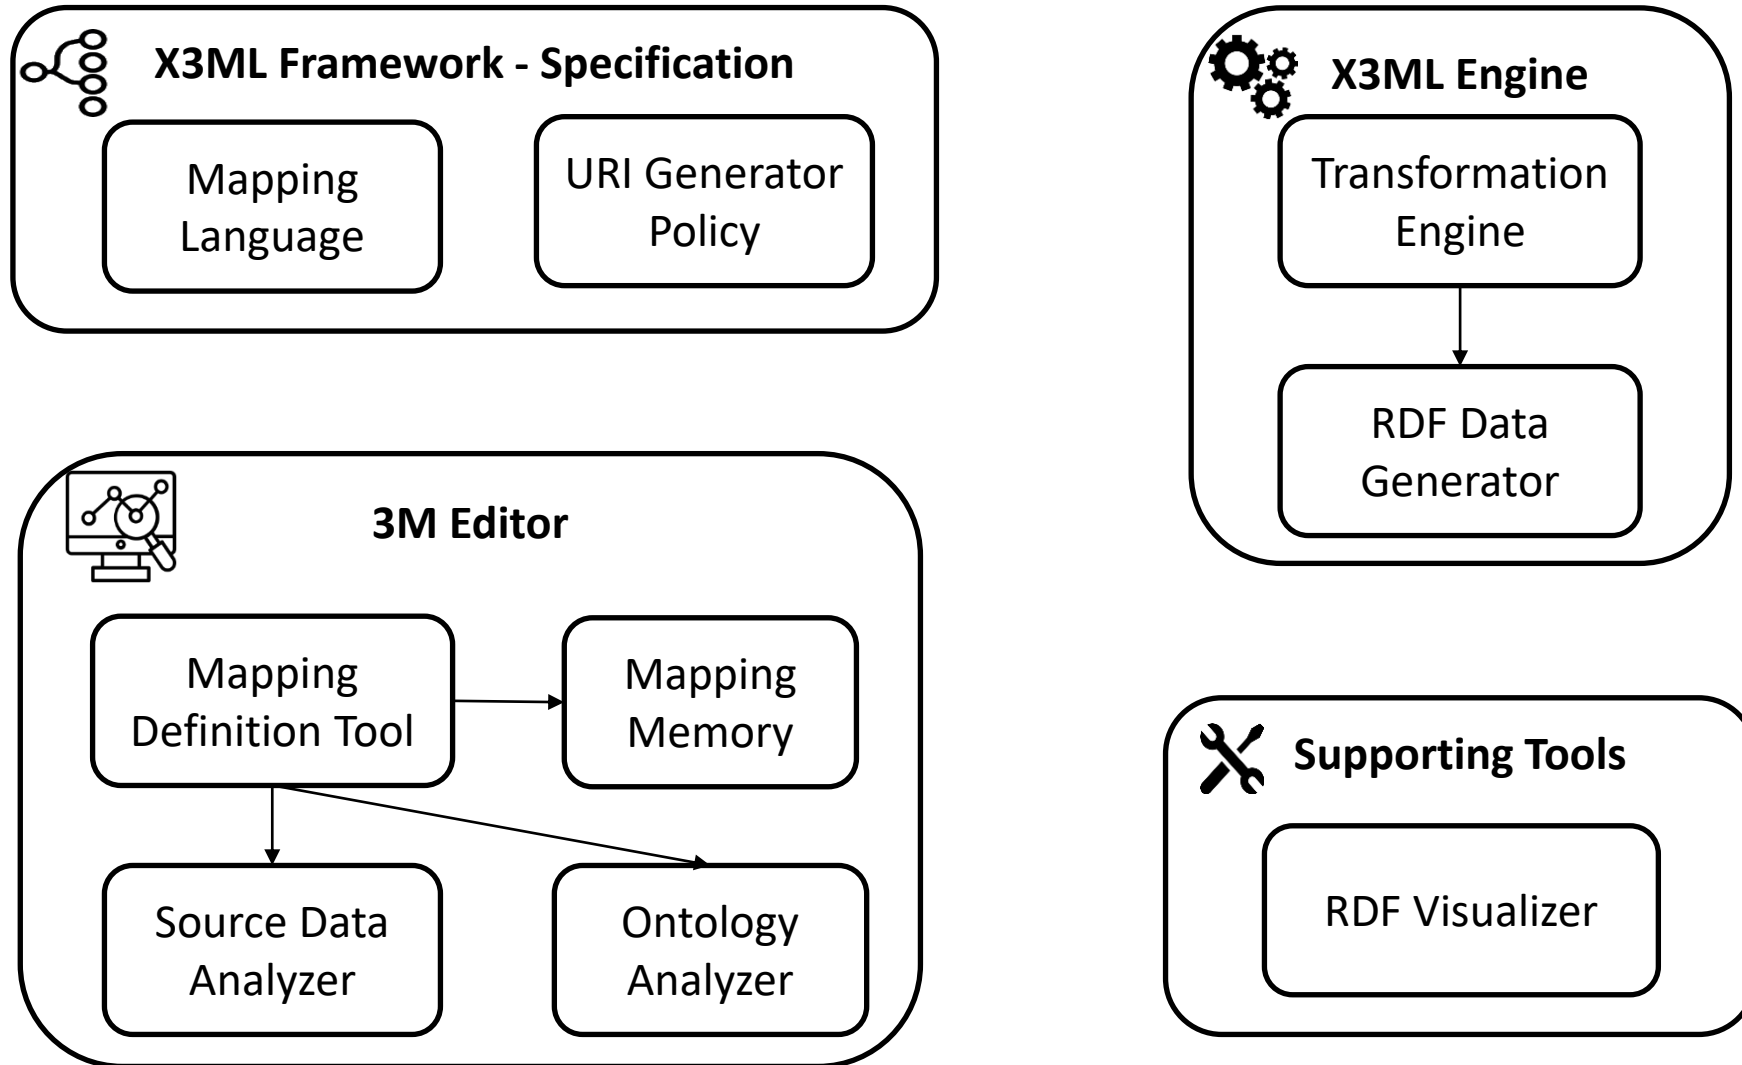 X3ML Framework - Specification
Mapping
Language
URI Generator
Policy
X3ML Engine
Transformation
Engine
RDF Data
Generator
3M Editor
Mapping
Definition Tool
Mapping
Memory
Source Data
Analyzer
Ontology
Analyzer
Supporting Tools
RDF Visualizer